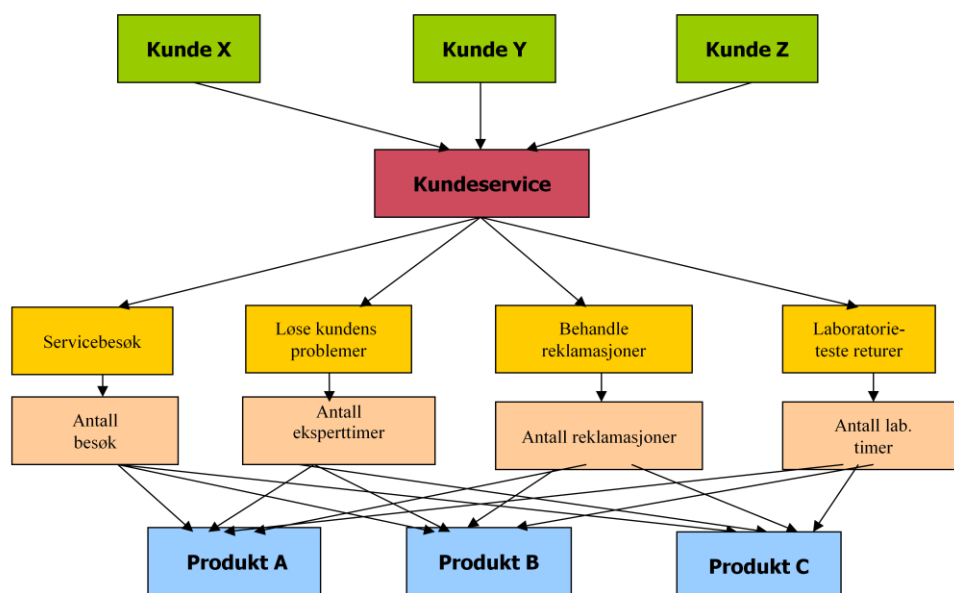 Kunde X
Kunde Y
Kunde Z
Kundeservice
Servicebesøk
Løse kundens
problemer
Behandle
reklamasjoner
Laboratorie-
teste returer
Antall
besøk
Antall
eksperttimer
Antall reklamasjoner
Antall lab.
timer
Produkt A
Produkt B
Produkt C